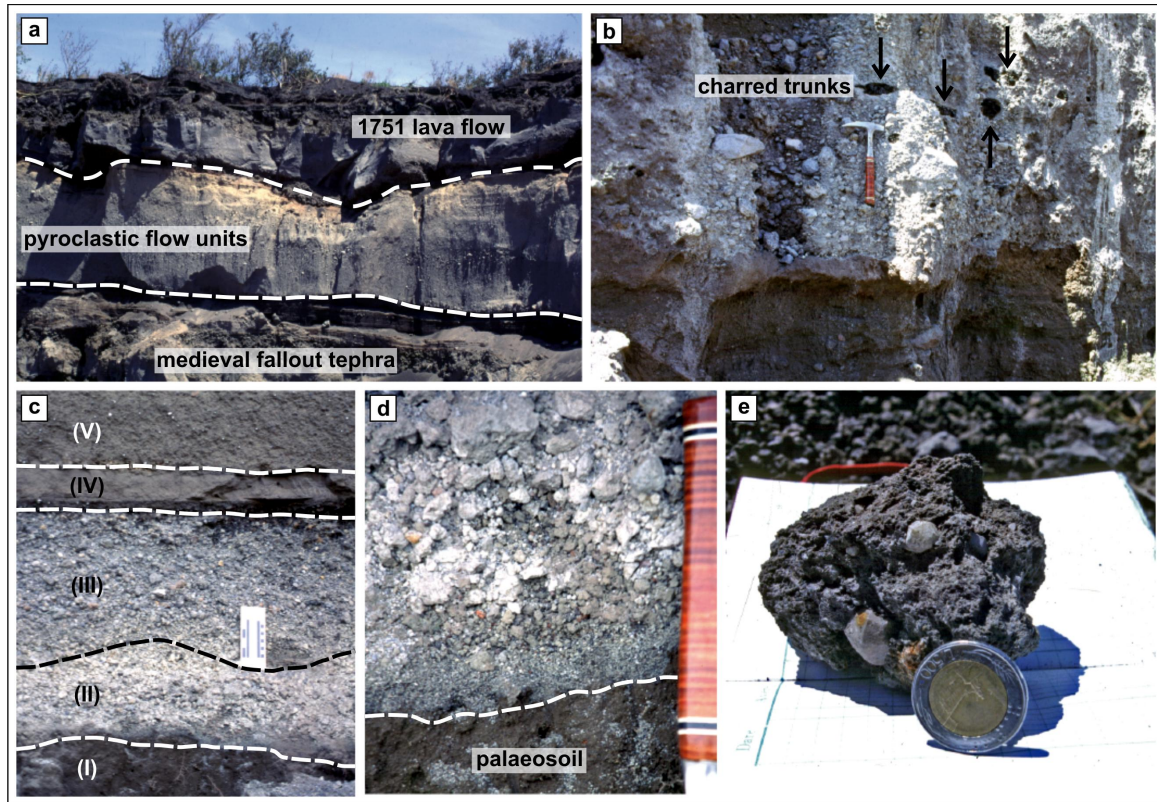 a
1751 lava flow
pyroclastic flow units
medieval fallout tephra
b
charred trunks
c
(V)
(IV)
(III)
(II)
(I)
d
palaeosoil
e